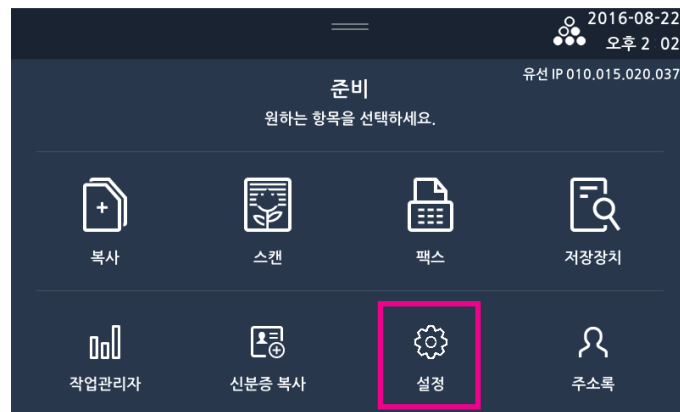 2016-08-22
오후 2 02
유선 IP 010.015.020.037
준비
원하는 항목을 선택하세요.
복사 스캔 팩스 저장장치
작업관리자 신분증 복사 설정 주소록